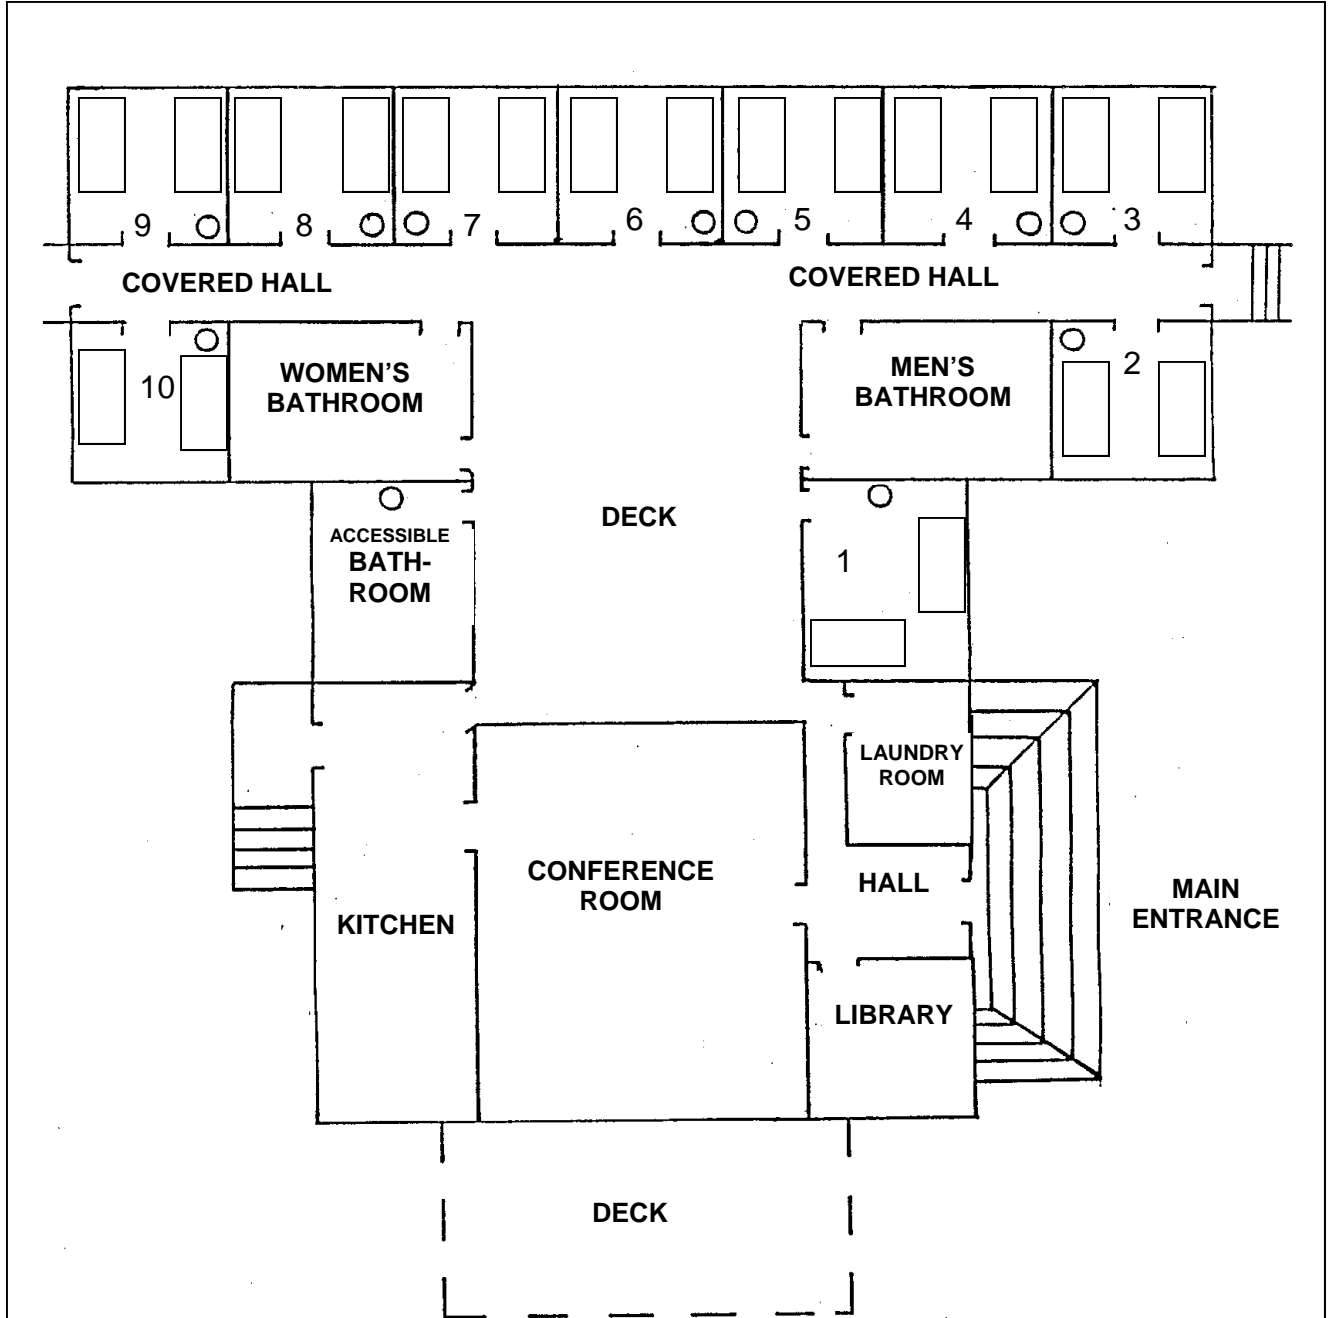 9
8
7
6
5
4
3
COVERED HALL
COVERED HALL
10
WOMEN'S
BATHROOM
MEN'S
BATHROOM
2
ACCESSIBLE
BATH-
ROOM
DECK
1
LAUNDRY
ROOM
CONFERENCE
ROOM
HALL
KITCHEN
MAIN
ENTRANCE
LIBRARY
DECK